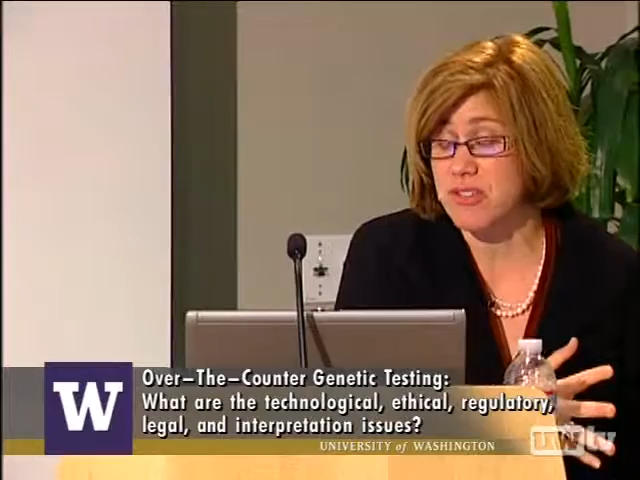 W
Over-The-Counter Genetic Testing:
What are the technological, ethical, regulatory,
legal, and interpretation issues?
UNIVERSITY of WASHINGTON
UWtv